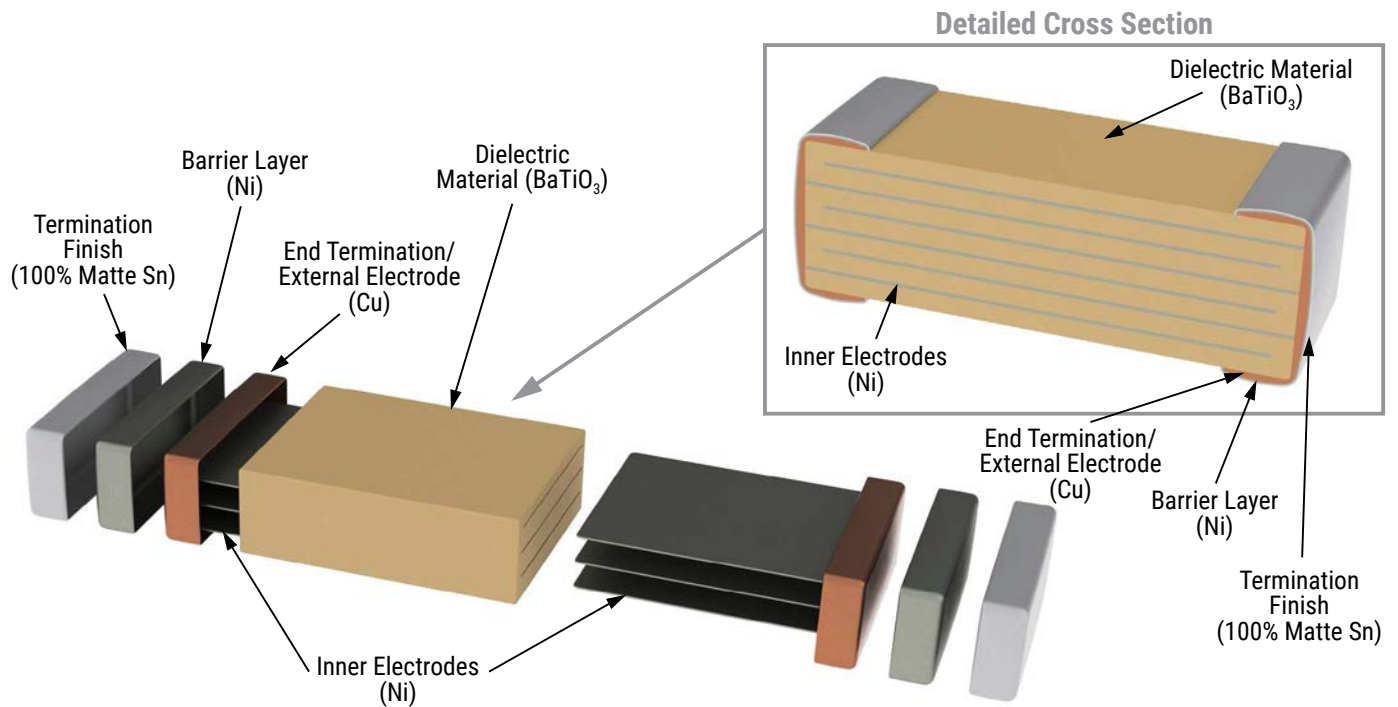 Detailed Cross Section
Dielectric Material
(BaTiO₃)
Inner Electrodes
(Ni)
End Termination/
External Electrode
(Cu)
Barrier Layer
(Ni)
Termination
Finish
(100% Matte Sn)
Dielectric
Material (BaTiO₃)
Barrier Layer
(Ni)
Termination
Finish
(100% Matte Sn)
End Termination/
External Electrode
(Cu)
Inner Electrodes
(Ni)